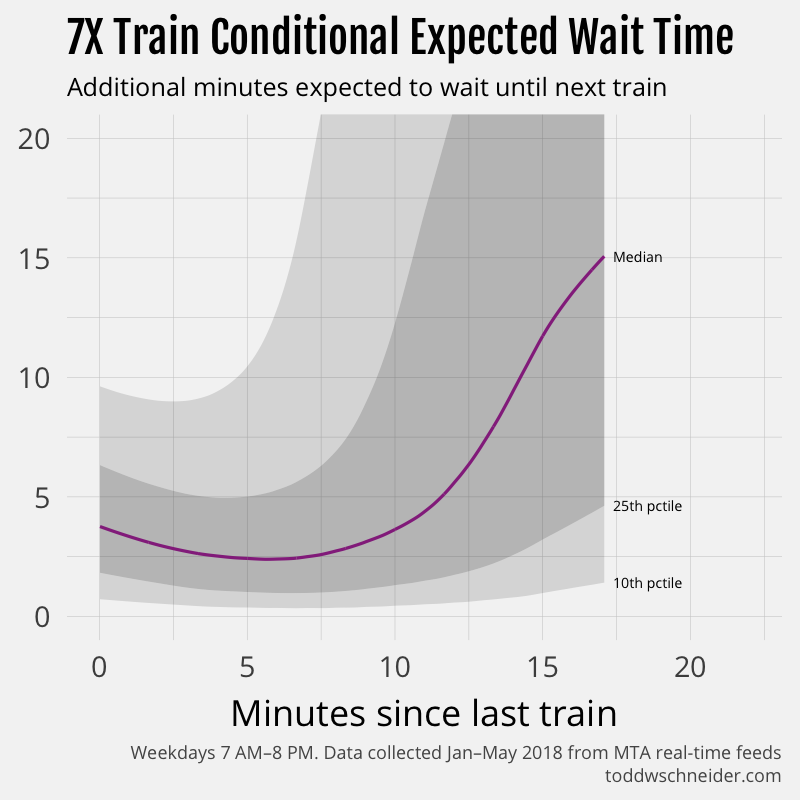 7X Train Conditional Expected Wait Time
Additional minutes expected to wait until next train
20
15
10
5
0
Median
25th pctile
10th pctile
0 5 10 15 20
Minutes since last train
Weekdays 7 AM–8 PM. Data collected Jan–May 2018 from MTA real-time feeds
toddwschneider.com